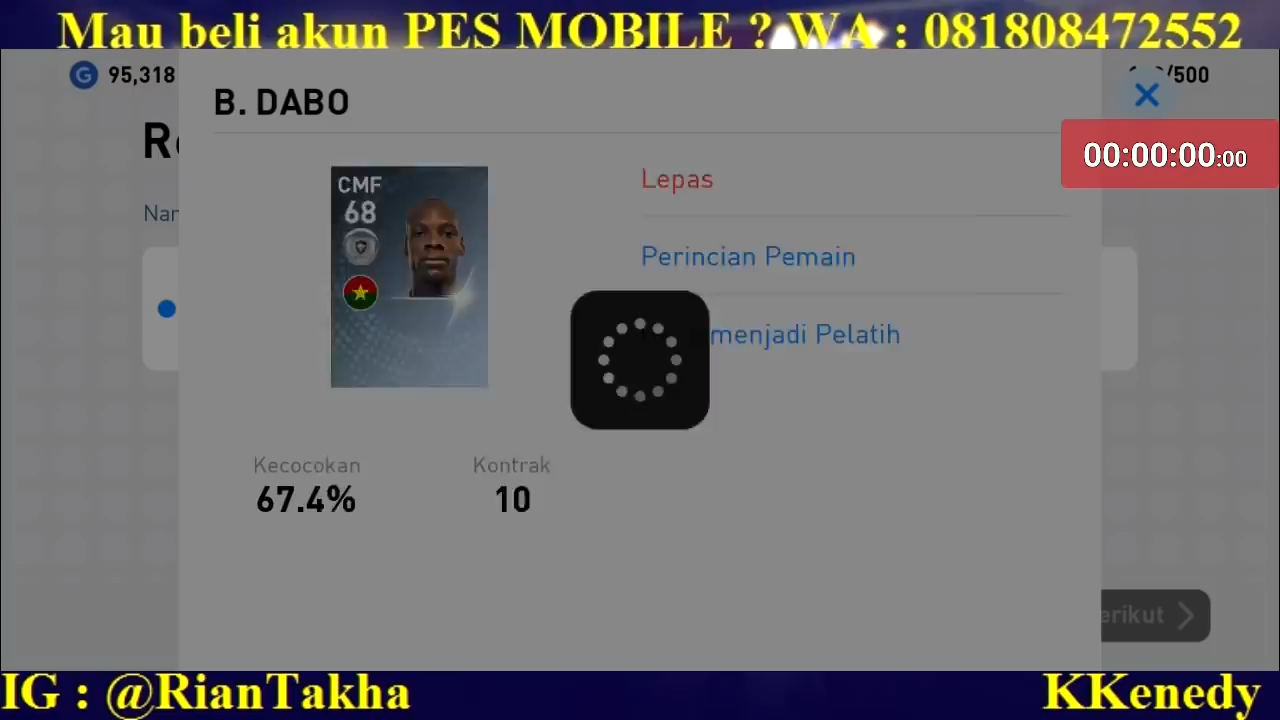 Mau beli akun PES MOBILE ? WA : 081808472552
G 95,318
/500
B. DABO
00:00:00:00
CMF
68
Lepas
Perincian Pemain
menjadi Pelatih
Kecocokan
Kontrak
67.4%
10
erikut
IG : @RianTakha
KKenedy